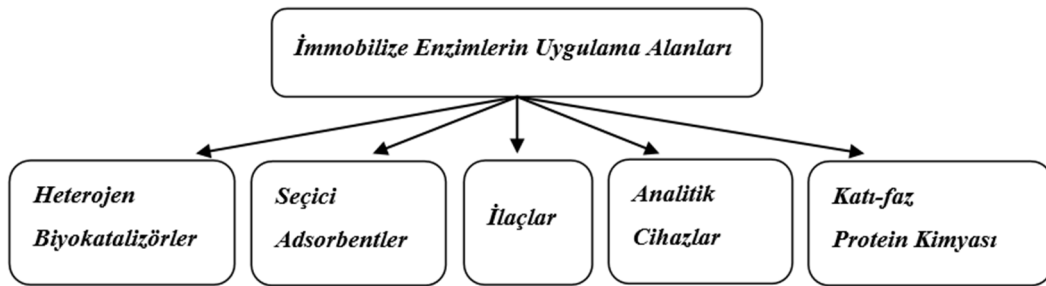 İmmobilize Enzimlerin Uygulama Alanları
Heterojen
Biyokatalizörler
Seçici
Adsorbentler
İlaçlar
Analitik
Cihazlar
Katı-faz
Protein Kimyası